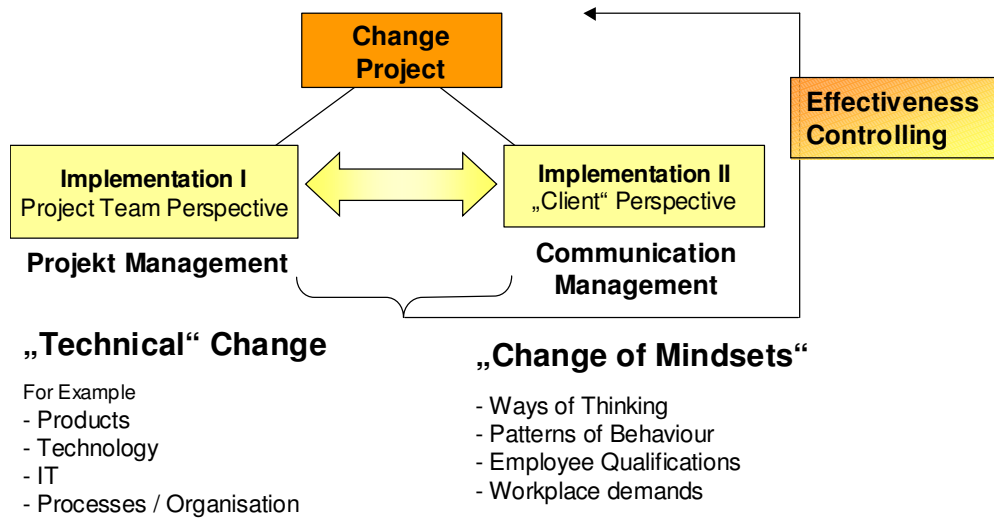 Change
Project
Effectiveness
Controlling
Implementation I
Project Team Perspective
Implementation II
„Client“ Perspective
Projekt Management
Communication
Management
„Technical“ Change
For Example
- Products
- Technology
- IT
- Processes / Organisation
„Change of Mindsets“
- Ways of Thinking
- Patterns of Behaviour
- Employee Qualifications
- Workplace demands